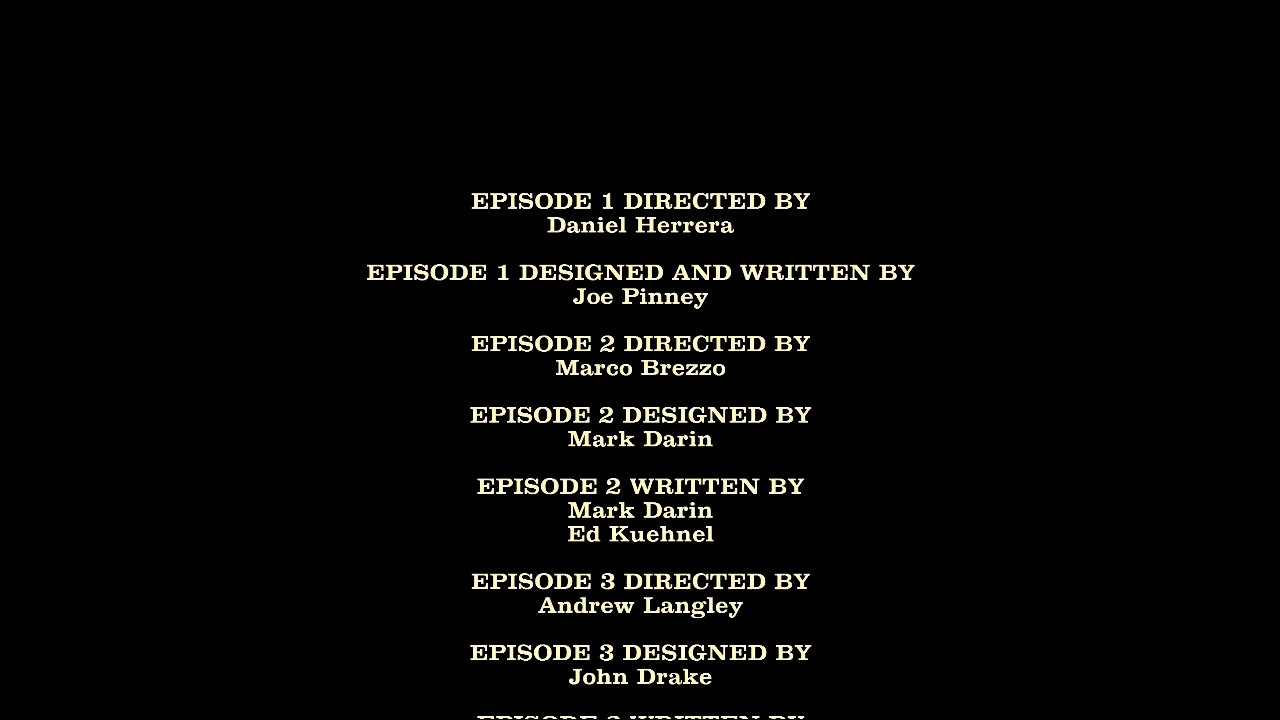 EPISODE 1 DIRECTED BY
Daniel Herrera
EPISODE 1 DESIGNED AND WRITTEN BY
Joe Pinney
EPISODE 2 DIRECTED BY
Marco Brezzo
EPISODE 2 DESIGNED BY
Mark Darin
EPISODE 2 WRITTEN BY
Mark Darin
Ed Kuehnel
EPISODE 3 DIRECTED BY
Andrew Langley
EPISODE 3 DESIGNED BY
John Drake